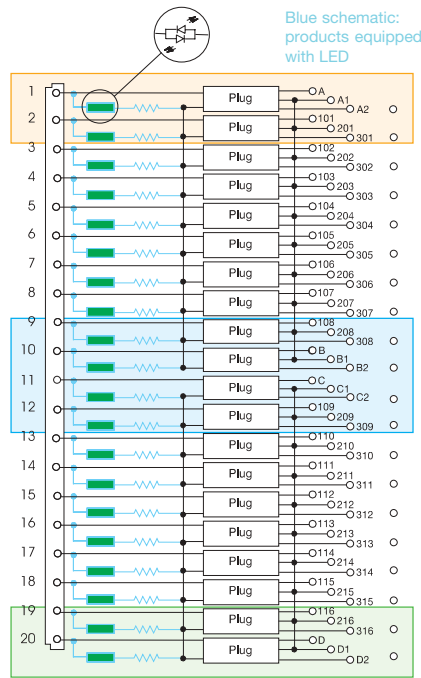 Blue schematic:
products equipped
with LED
1 Plug A
A1
A2
2 Plug 101
201
301
3 Plug 102
202
302
4 Plug 103
203
303
5 Plug 104
204
304
6 Plug 105
205
305
7 Plug 106
206
306
8 Plug 107
207
307
9 Plug 108
208
308
10 Plug B
B1
B2
11 Plug C
C1
C2
12 Plug 109
209
309
13 Plug 110
210
310
14 Plug 111
211
311
15 Plug 112
212
312
16 Plug 113
213
313
17 Plug 114
214
314
18 Plug 115
215
315
19 Plug 116
216
316
20 Plug D
D1
D2